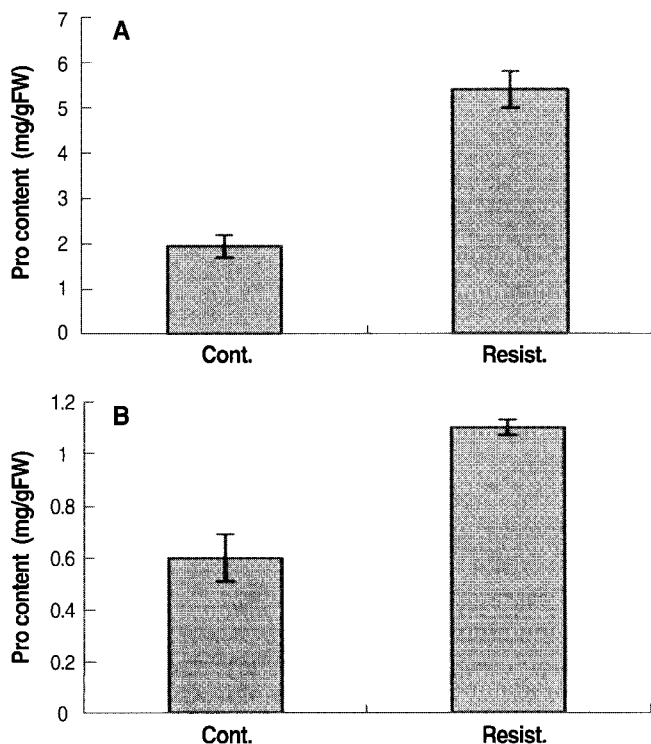 A
Pro content (mg/gFW)
7
6
5
4
3
2
1
0
Cont. Resist.
B
Pro content (mg/gFW)
1.2
1
0.8
0.6
0.4
0.2
0
Cont. Resist.